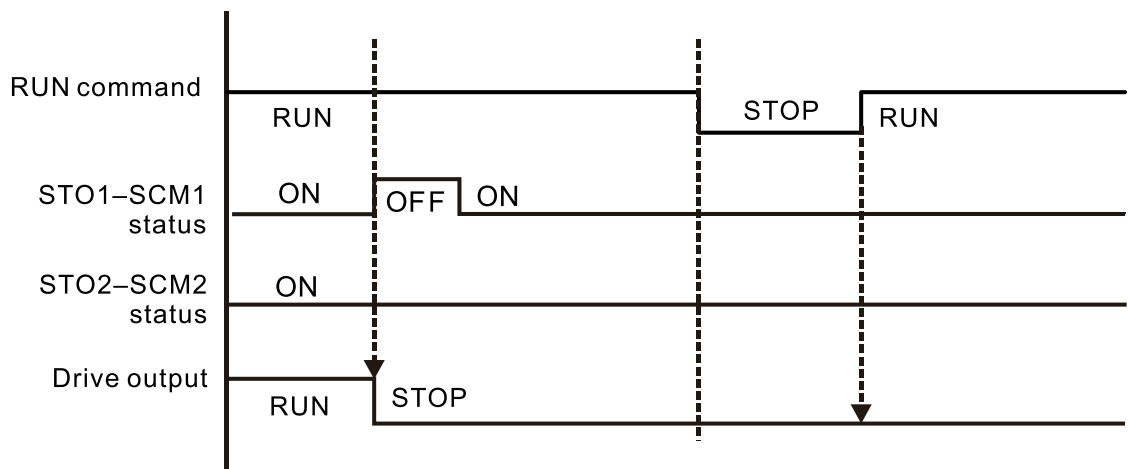 RUN command
RUN
STOP
RUN
STO1–SCM1
status
ON
OFF
ON
STO2–SCM2
status
ON
Drive output
RUN
STOP